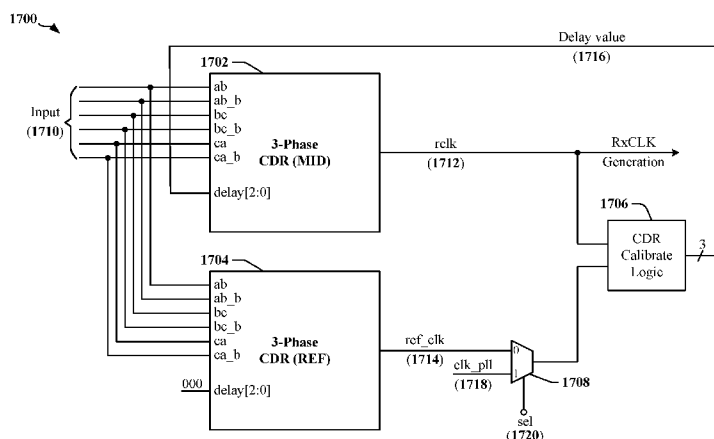 1700
Delay value
(1716)
1702
ab
ab_b
bc
bc_b
ca
ca_b
delay[2:0]
Input
(1710)
3-Phase
CDR (MID)
rclk
(1712)
RxCLK
Generation
1706
CDR
Calibrate
Logic
3
1704
ab
ab_b
bc
bc_b
ca
ca_b
000
delay[2:0]
3-Phase
CDR (REF)
ref_clk
(1714)
clk_pll
(1718)
0
1
1708
sel
(1720)